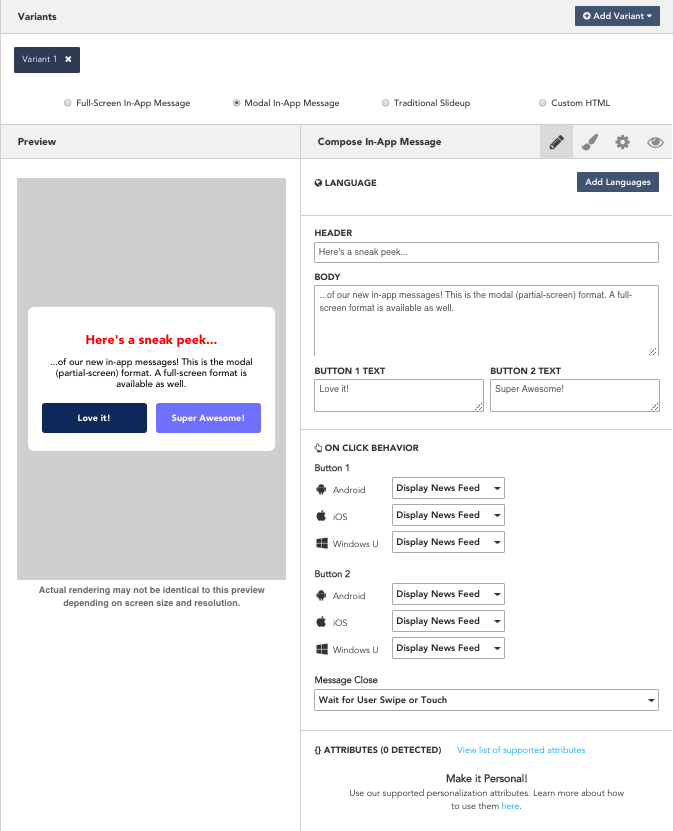 Variants
Add Variant
Variant 1 ✖
Full-Screen In-App Message
Modal In-App Message
Traditional Slideup
Custom HTML
Preview
Compose In-App Message
Here's a sneak peek...
...of our new in-app messages! This is the modal
(partial-screen) format. A full-screen format is
available as well.
Love it!
Super Awesome!
Actual rendering may not be identical to this preview
depending on screen size and resolution.
LANGUAGE
Add Languages
HEADER
Here's a sneak peek...
BODY
...of our new in-app messages! This is the modal (partial-screen) format. A full-
screen format is available as well.
BUTTON 1 TEXT
BUTTON 2 TEXT
Love it!
Super Awesome!
ON CLICK BEHAVIOR
Button 1
Android
Display News Feed
iOS
Display News Feed
Windows U
Display News Feed
Button 2
Android
Display News Feed
iOS
Display News Feed
Windows U
Display News Feed
Message Close
Wait for User Swipe or Touch
{} ATTRIBUTES (0 DETECTED)
View list of supported attributes
Make it Personal!
Use our supported personalization attributes. Learn more about how
to use them here.